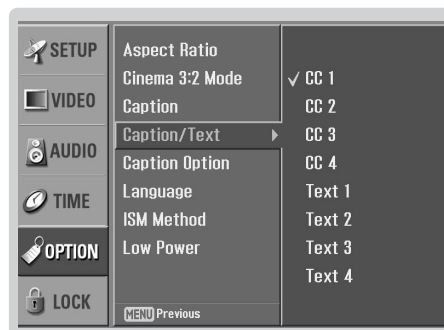 SETUP
VIDEO
AUDIO
TIME
OPTION
LOCK
Aspect Ratio
Cinema 3:2 Mode
Caption
Caption/Text
Caption Option
Language
ISM Method
Low Power
MENU Previous
CC 1
CC 2
CC 3
CC 4
Text 1
Text 2
Text 3
Text 4